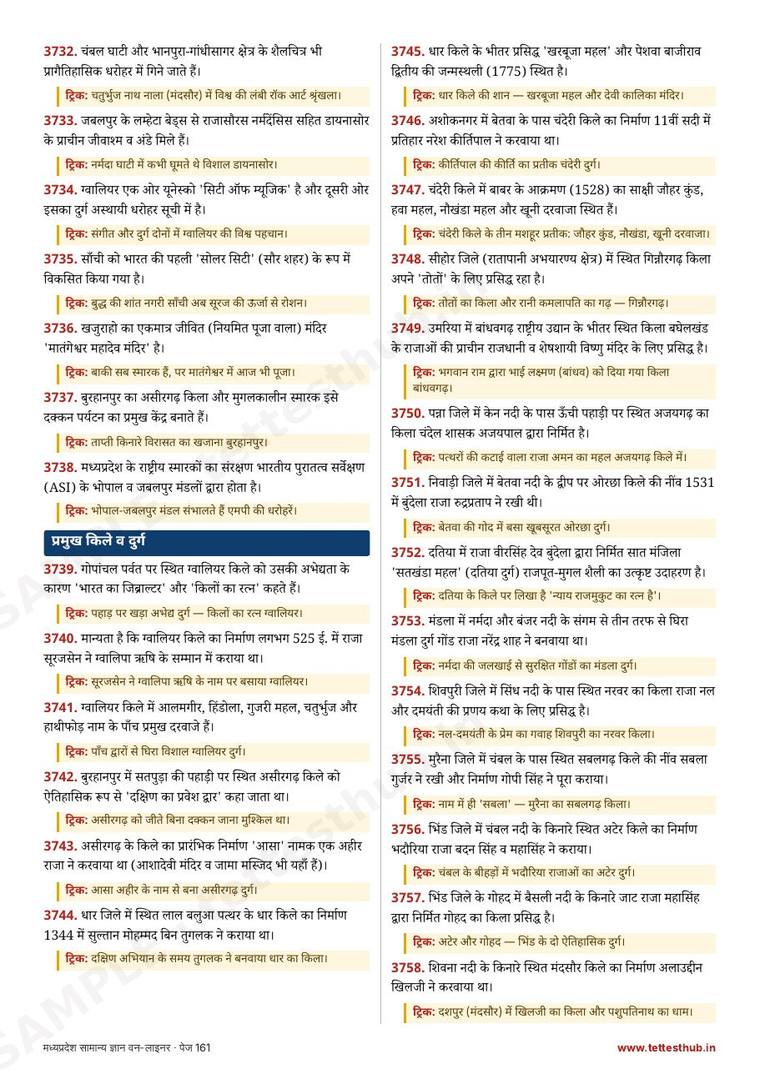 3732. चंबल घाटी और भानपुरा-गांधीसागर क्षेत्र के शैलचित्र भी
प्रागैतिहासिक धरोहर में गिने जाते हैं।
ट्रिक: चतुर्भुज नाथ नाला (मंदसौर) में विश्व की लंबी रॉक आर्ट श्रृंखला।
3733. जबलपुर के लम्हेटा बेड्स से राजासौरस नर्मदेंसिस सहित डायनासोर
के प्राचीन जीवाश्म व अंडे मिले हैं।
ट्रिक: नर्मदा घाटी में कभी घूमते थे विशाल डायनासोर।
3734. ग्वालियर एक ओर यूनेस्को 'सिटी ऑफ म्यूजिक' है और दूसरी ओर
इसका दुर्ग अस्थायी धरोहर सूची में है।
ट्रिक: संगीत और दुर्ग दोनों में ग्वालियर की विश्व पहचान।
3735. साँची को भारत की पहली 'सोलर सिटी' (सौर शहर) के रूप में
विकसित किया गया है।
ट्रिक: बुद्ध की शांत नगरी साँची अब सूरज की ऊर्जा से रोशन।
3736. खजुराहो का एकमात्र जीवित (नियमित पूजा वाला) मंदिर
'मातंगेश्वर महादेव मंदिर' है।
ट्रिक: बाकी सब स्मारक हैं, पर मातंगेश्वर में आज भी पूजा।
3737. बुरहानपुर का असीरगढ़ किला और मुगलकालीन स्मारक इसे
दक्कन पर्यटन का प्रमुख केंद्र बनाते हैं।
ट्रिक: ताप्ती किनारे विरासत का खजाना बुरहानपुर।
3738. मध्यप्रदेश के राष्ट्रीय स्मारकों का संरक्षण भारतीय पुरातत्व सर्वेक्षण
(ASI) के भोपाल व जबलपुर मंडलों द्वारा होता है।
ट्रिक: भोपाल-जबलपुर मंडल संभालते हैं एमपी की धरोहरें।
प्रमुख किले व दुर्ग
3739. गोपांचल पर्वत पर स्थित ग्वालियर किले को उसकी अभेद्यता के
कारण 'भारत का जिब्राल्टर' और 'किलों का रत्न' कहते हैं।
ट्रिक: पहाड़ पर खड़ा अभेद्य दुर्ग — किलों का रत्न ग्वालियर।
3740. मान्यता है कि ग्वालियर किले का निर्माण लगभग 525 ई. में राजा
सूरजसेन ने ग्वालिपा ऋषि के सम्मान में कराया था।
ट्रिक: सूरजसेन ने ग्वालिपा ऋषि के नाम पर बसाया ग्वालियर।
3741. ग्वालियर किले में आलमगीर, हिंडोला, गुजरी महल, चतुर्भुज और
हाथीफोड़ नाम के पाँच प्रमुख दरवाजे हैं।
ट्रिक: पाँच द्वारों से घिरा विशाल ग्वालियर दुर्ग।
3742. बुरहानपुर में सतपुड़ा की पहाड़ी पर स्थित असीरगढ़ किले को
ऐतिहासिक रूप से 'दक्षिण का प्रवेश द्वार' कहा जाता था।
ट्रिक: असीरगढ़ को जीते बिना दक्कन जाना मुश्किल था।
3743. असीरगढ़ के किले का प्रारंभिक निर्माण 'आसा' नामक एक अहीर
राजा ने करवाया था (आशादेवी मंदिर व जामा मस्जिद भी यहाँ हैं)।
ट्रिक: आसा अहीर के नाम से बना असीरगढ़ दुर्ग।
3744. धार जिले में स्थित लाल बलुआ पत्थर के धार किले का निर्माण
1344 में सुल्तान मोहम्मद बिन तुगलक ने कराया था।
ट्रिक: दक्षिण अभियान के समय तुगलक ने बनवाया धार का किला।
3745. धार किले के भीतर प्रसिद्ध 'खरबूजा महल' और पेशवा बाजीराव
द्वितीय की जन्मस्थली (1775) स्थित है।
ट्रिक: धार किले की शान — खरबूजा महल और देवी कालिका मंदिर।
3746. अशोकनगर में बेतवा के पास चंदेरी किले का निर्माण 11वीं सदी में
प्रतिहार नरेश कीर्तिपाल ने करवाया था।
ट्रिक: कीर्तिपाल की कीर्ति का प्रतीक चंदेरी दुर्ग।
3747. चंदेरी किले में बाबर के आक्रमण (1528) का साक्षी जौहर कुंड,
हवा महल, नौखंडा महल और खूनी दरवाजा स्थित हैं।
ट्रिक: चंदेरी किले के तीन मशहूर प्रतीक: जौहर कुंड, नौखंडा, खूनी दरवाजा।
3748. सीहोर जिले (रातापानी अभयारण्य क्षेत्र) में स्थित गिन्नौरगढ़ किला
अपने 'तोतों' के लिए प्रसिद्ध रहा है।
ट्रिक: तोतों का किला और रानी कमलापति का गढ़ — गिन्नौरगढ़।
3749. उमरिया में बांधवगढ़ राष्ट्रीय उद्यान के भीतर स्थित किला बघेलखंड
के राजाओं की प्राचीन राजधानी व शेषशायी विष्णु मंदिर के लिए प्रसिद्ध है।
ट्रिक: भगवान राम द्वारा भाई लक्ष्मण (बांधव) को दिया गया किला
बांधवगढ़।
3750. पन्ना जिले में केन नदी के पास ऊँची पहाड़ी पर स्थित अजयगढ़ का
किला चंदेल शासक अजयपाल द्वारा निर्मित है।
ट्रिक: पत्थरों की कटाई वाला राजा अमन का महल अजयगढ़ किले में।
3751. निवाड़ी जिले में बेतवा नदी के द्वीप पर ओरछा किले की नींव 1531
में बुंदेला राजा रुद्रप्रताप ने रखी थी।
ट्रिक: बेतवा की गोद में बसा खूबसूरत ओरछा दुर्ग।
3752. दतिया में राजा वीरसिंह देव बुंदेला द्वारा निर्मित सात मंजिला
'सतखंडा महल' (दतिया दुर्ग) राजपूत-मुगल शैली का उत्कृष्ट उदाहरण है।
ट्रिक: दतिया के किले पर लिखा है 'न्याय राजमुकुट का रत्न है'।
3753. मंडला में नर्मदा और बंजर नदी के संगम से तीन तरफ से घिरा
मंडला दुर्ग गोंड राजा नरेंद्र शाह ने बनवाया था।
ट्रिक: नर्मदा की जलखाई से सुरक्षित गोंडों का मंडला दुर्ग।
3754. शिवपुरी जिले में सिंध नदी के पास स्थित नरवर का किला राजा नल
और दमयंती की प्रणय कथा के लिए प्रसिद्ध है।
ट्रिक: नल-दमयंती के प्रेम का गवाह शिवपुरी का नरवर किला।
3755. मुरैना जिले में चंबल के पास स्थित सबलगढ़ किले की नींव सबला
गुर्जर ने रखी और निर्माण गोपी सिंह ने पूरा कराया।
ट्रिक: नाम में ही 'सबला' — मुरैना का सबलगढ़ किला।
3756. भिंड जिले में चंबल नदी के किनारे स्थित अटेर किले का निर्माण
भदौरिया राजा बदन सिंह व महासिंह ने कराया।
ट्रिक: चंबल के बीहड़ों में भदौरिया राजाओं का अटेर दुर्ग।
3757. भिंड जिले के गोहद में बैसली नदी के किनारे जाट राजा महासिंह
द्वारा निर्मित गोहद का किला प्रसिद्ध है।
ट्रिक: अटेर और गोहद — भिंड के दो ऐतिहासिक दुर्ग।
3758. शिवना नदी के किनारे स्थित मंदसौर किले का निर्माण अलाउद्दीन
खिलजी ने करवाया था।
ट्रिक: दशपुर (मंदसौर) में खिलजी का किला और पशुपतिनाथ का धाम।
मध्यप्रदेश सामान्य ज्ञान वन-लाइनर · पेज 161
www.tettesthub.in